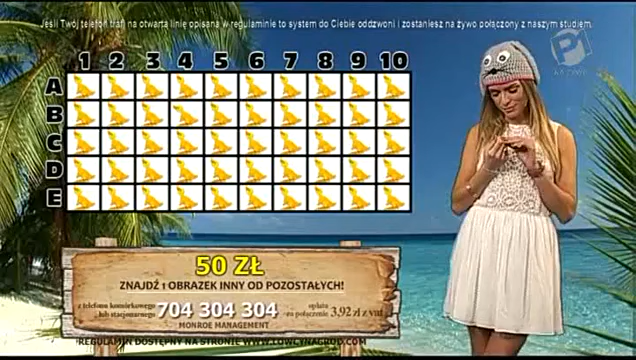 Jeśli Twój telefon trafi na otwartą linię opisaną w regulaminie to system do Ciebie oddzwoni i zostaniesz na żywo połączony z naszym studiem.
1 2 3 4 5 6 7 8 9 10
A
B
C
D
E
50 ZŁ
ZNAJDŹ 1 OBRAZEK INNY OD POZOSTAŁYCH!
z telefonu komórkowego lub stacjonarnego 704 304 304 opłata za połączenie 3,92 zł z vat
MONROE MANAGEMENT
REGULAMIN DOSTĘPNY NA STRONIE WWW.LOWCYNAGROD.COM
NA ŻYWO